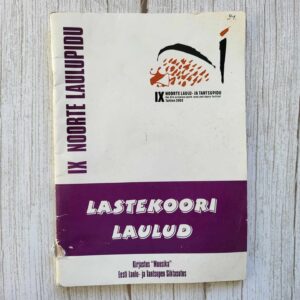 IX NOORTE LAULUPIDU
IX NOORTE LAULU- JA TANTSUPIDU
Tallinn 2002
LASTEKOORI
LAULUD
Kirjastus "Muusika"
Eesti Laulu- ja Tantsupeo Sihtasutus